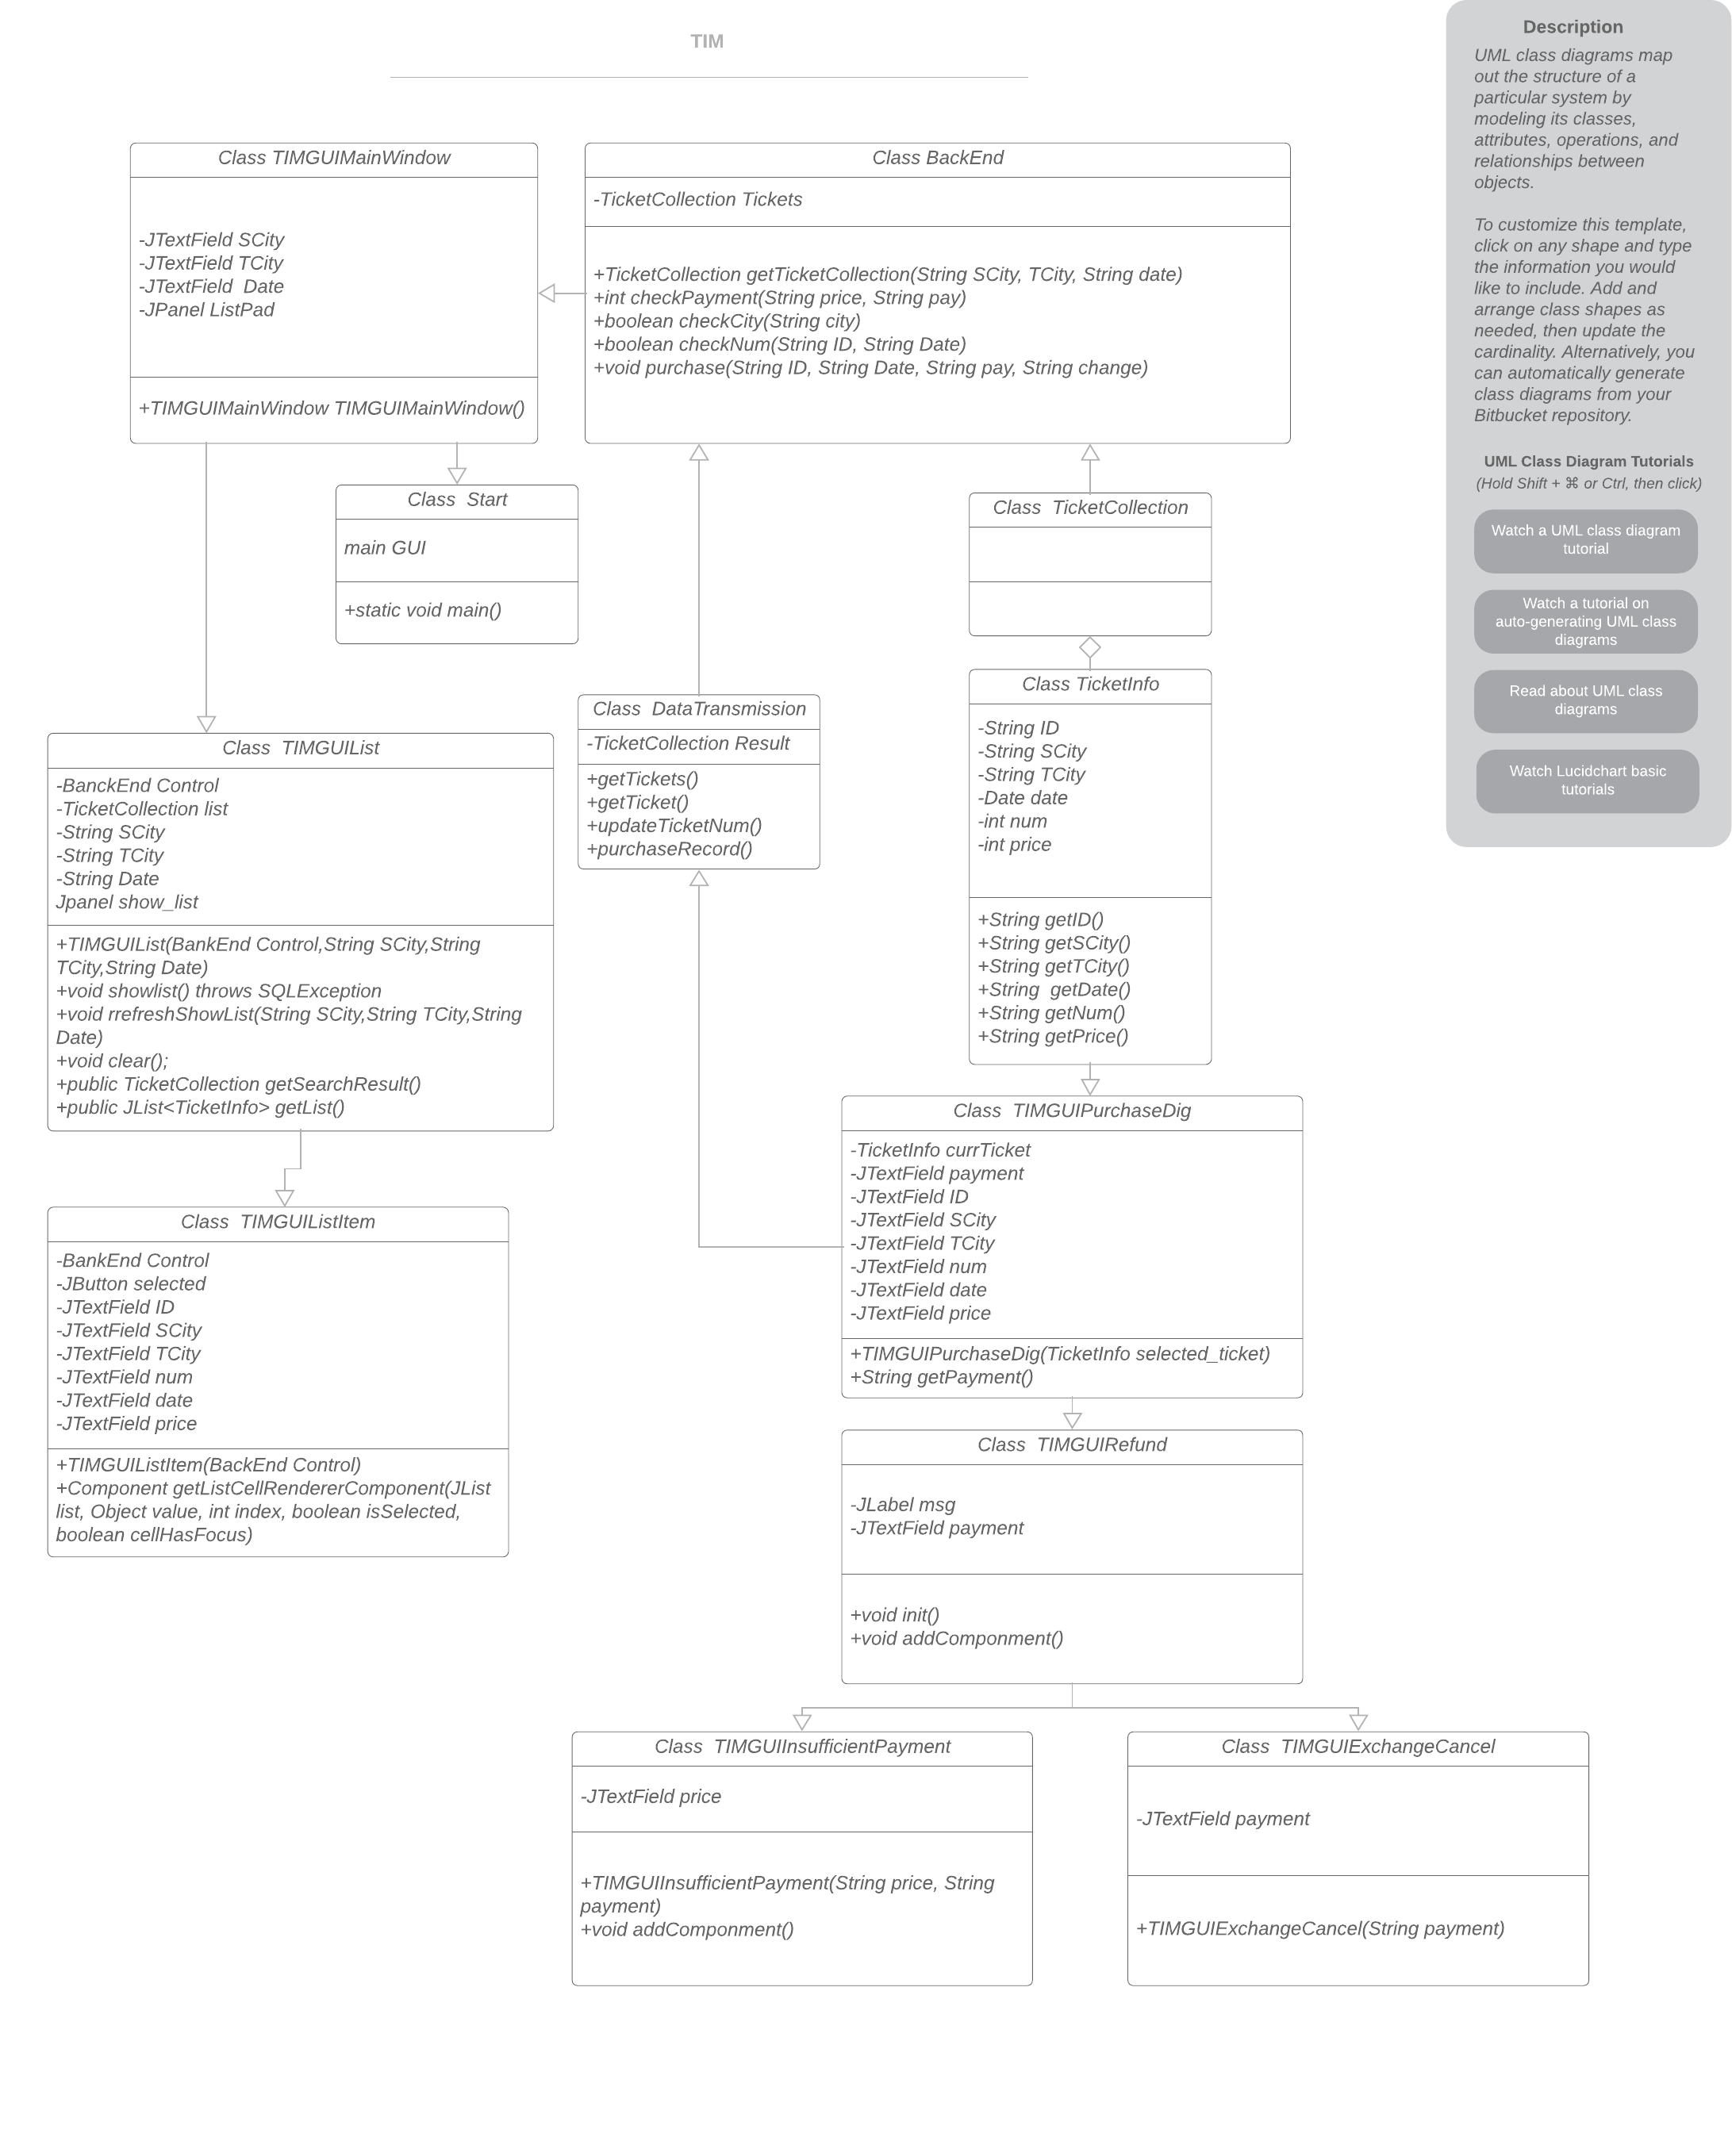 TIM
Class TIMGUIMainWindow
-JTextField SCity
-JTextField TCity
-JTextField  Date
-JPanel ListPad
+TIMGUIMainWindow TIMGUIMainWindow()
Class BackEnd
-TicketCollection Tickets
+TicketCollection getTicketCollection(String SCity, TCity, String date)
+int checkPayment(String price, String pay)
+boolean checkCity(String city)
+boolean checkNum(String ID, String Date)
+void purchase(String ID, String Date, String pay, String change)
Class  Start
main GUI
+static void main()
Class  TicketCollection
Class  TIMGUIList
-BanckEnd Control
-TicketCollection list
-String SCity
-String TCity
-String Date
Jpanel show_list
+TIMGUIList(BankEnd Control,String SCity,String
TCity,String Date)
+void showlist() throws SQLException
+void rrefreshShowList(String SCity,String TCity,String
Date)
+void clear();
+public TicketCollection getSearchResult()
+public JList<TicketInfo> getList()
Class  DataTransmission
-TicketCollection Result
+getTickets()
+getTicket()
+updateTicketNum()
+purchaseRecord()
Class TicketInfo
-String ID
-String SCity
-String TCity
-Date date
-int num
-int price
+String getID()
+String getSCity()
+String getTCity()
+String  getDate()
+String getNum()
+String getPrice()
Class  TIMGUIListItem
-BankEnd Control
-JButton selected
-JTextField ID
-JTextField SCity
-JTextField TCity
-JTextField num
-JTextField date
-JTextField price
+TIMGUIListItem(BackEnd Control)
+Component getListCellRendererComponent(JList
list, Object value, int index, boolean isSelected,
boolean cellHasFocus)
Class  TIMGUIPurchaseDig
-TicketInfo currTicket
-JTextField payment
-JTextField ID
-JTextField SCity
-JTextField TCity
-JTextField num
-JTextField date
-JTextField price
+TIMGUIPurchaseDig(TicketInfo selected_ticket)
+String getPayment()
Class  TIMGUIRefund
-JLabel msg
-JTextField payment
+void init()
+void addComponment()
Class  TIMGUIInsufficientPayment
-JTextField price
+TIMGUIInsufficientPayment(String price, String
payment)
+void addComponment()
Class  TIMGUIExchangeCancel
-JTextField payment
+TIMGUIExchangeCancel(String payment)
Description
UML class diagrams map
out the structure of a
particular system by
modeling its classes,
attributes, operations, and
relationships between
objects.
To customize this template,
click on any shape and type
the information you would
like to include. Add and
arrange class shapes as
needed, then update the
cardinality. Alternatively, you
can automatically generate
class diagrams from your
Bitbucket repository.
UML Class Diagram Tutorials
(Hold Shift + ⌘ or Ctrl, then click)
Watch a UML class diagram
tutorial
Watch a tutorial on
auto-generating UML class
diagrams
Read about UML class
diagrams
Watch Lucidchart basic
tutorials